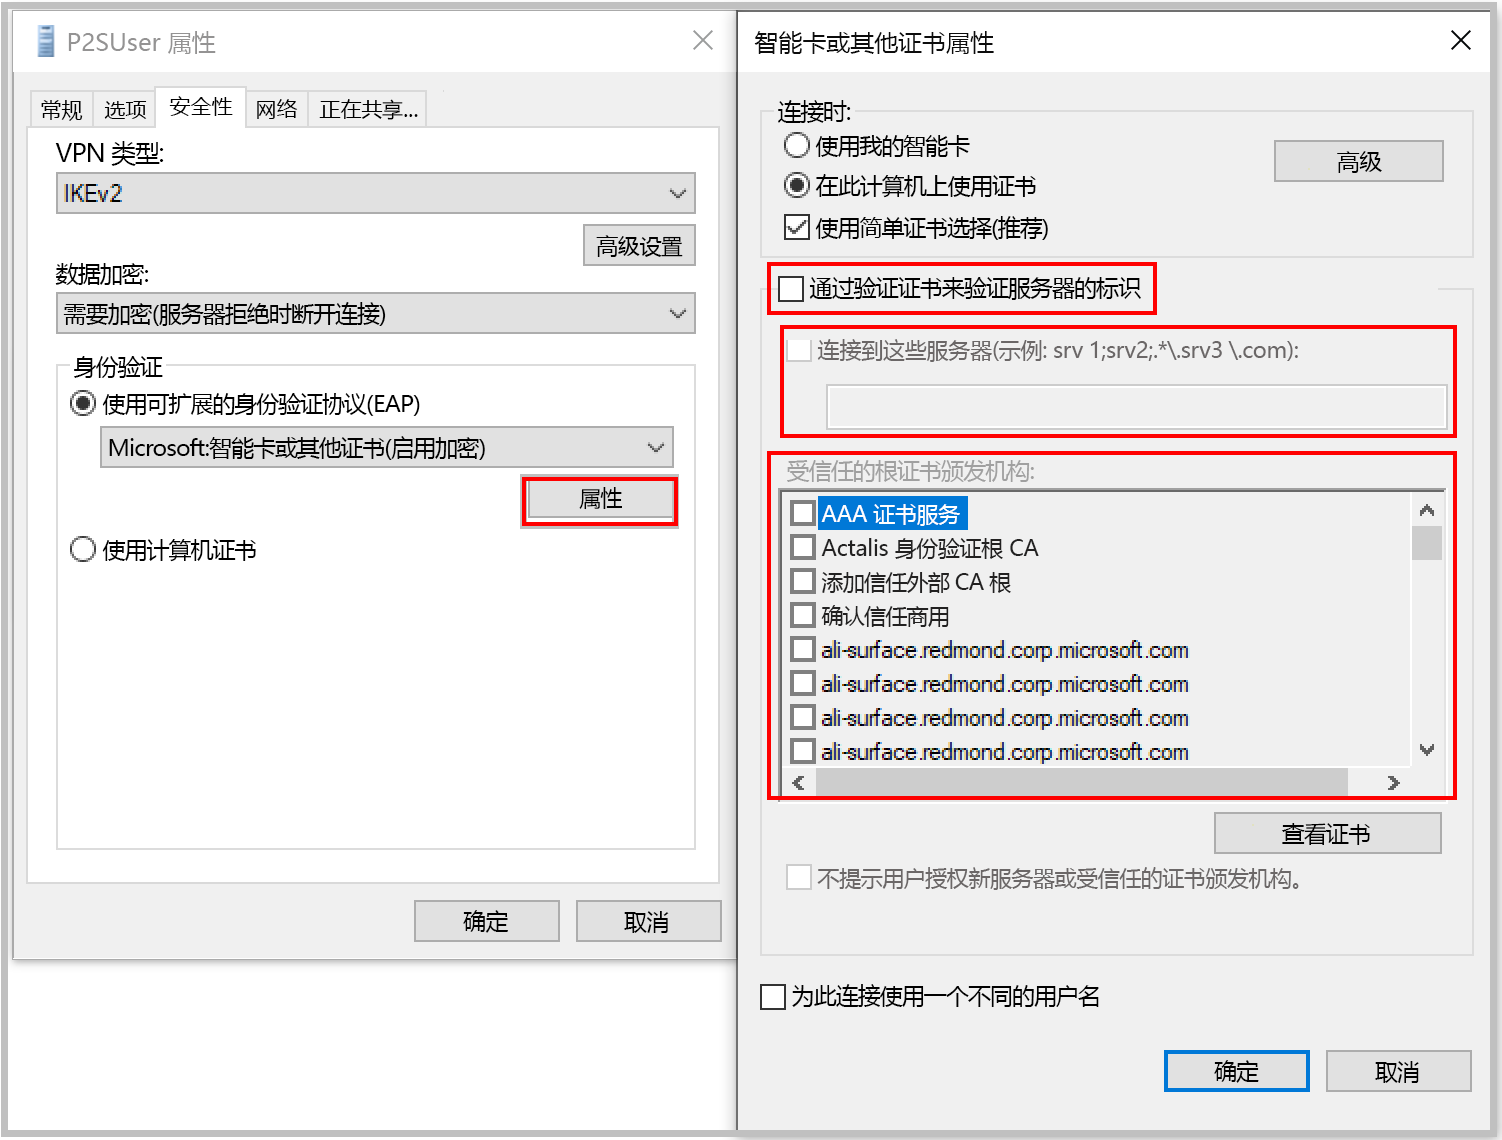 P2SUser 属性
常规
选项
安全性
网络
正在共享...
VPN 类型:
IKEv2
高级设置
数据加密:
需要加密(服务器拒绝时断开连接)
身份验证
使用可扩展的身份验证协议(EAP)
Microsoft:智能卡或其他证书(启用加密)
属性
使用计算机证书
确定
取消
智能卡或其他证书属性
连接时:
使用我的智能卡
高级
在此计算机上使用证书
使用简单证书选择(推荐)
通过验证证书来验证服务器的标识
连接到这些服务器(示例: srv 1;srv2;.*\.srv3 \.com):
受信任的根证书颁发机构:
AAA 证书服务
Actalis 身份验证根 CA
添加信任外部 CA 根
确认信任商用
ali-surface.redmond.corp.microsoft.com
ali-surface.redmond.corp.microsoft.com
ali-surface.redmond.corp.microsoft.com
ali-surface.redmond.corp.microsoft.com
查看证书
不提示用户授权新服务器或受信任的证书颁发机构。
为此连接使用一个不同的用户名
确定
取消